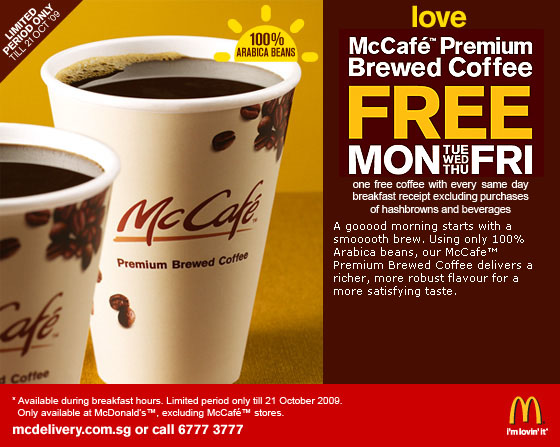 LIMITED
PERIOD ONLY
TILL 21 OCT '09
100%
ARABICA BEANS
love
McCafé™ Premium
Brewed Coffee
FREE
MON TUE WED THU FRI
one free coffee with every same day
breakfast receipt excluding purchases
of hashbrowns and beverages
A gooood morning starts with a
smooooth brew. Using only 100%
Arabica beans, our McCafe™
Premium Brewed Coffee delivers a
richer, more robust flavour for a
more satisfying taste.
McCafé™
Premium Brewed Coffee
afé™
d Coffee
* Available during breakfast hours. Limited period only till 21 October 2009.
Only available at McDonald's™, excluding McCafé™ stores.
mcdelivery.com.sg or call 6777 3777
i'm lovin' it®